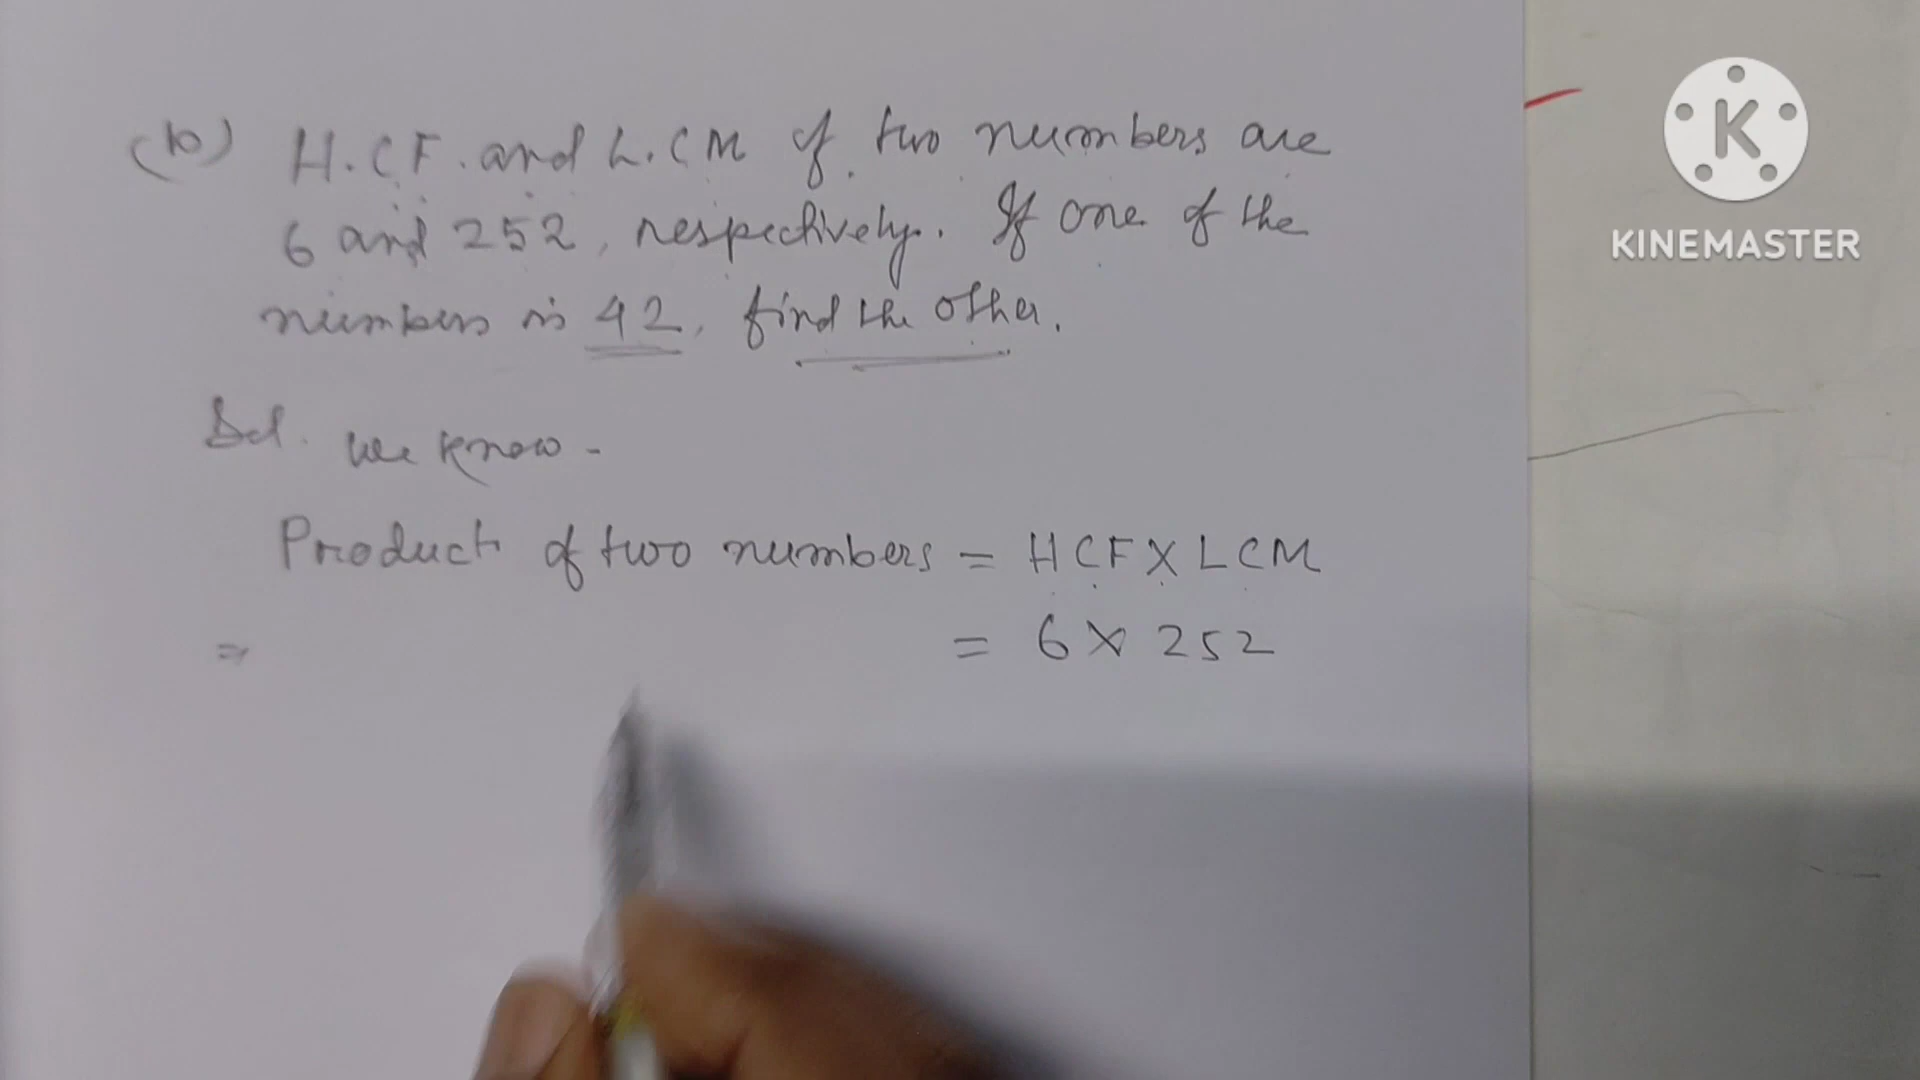 (b) H.C.F. and L.CM of two numbers are
6 and 252, respectively. If one of the
numbers is 42, find the other.
Sol. We know -
Product of two numbers = HCF X LCM
= = 6 X 252
K
KINEMASTER